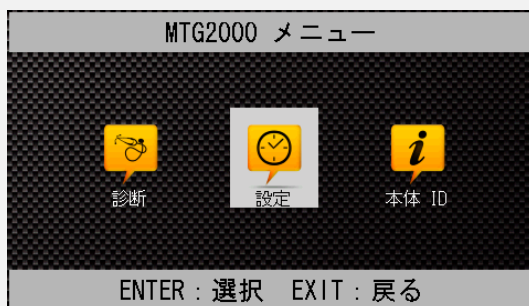 MTG2000 メニュー
診断 設定 本体 ID
ENTER：選択 EXIT：戻る